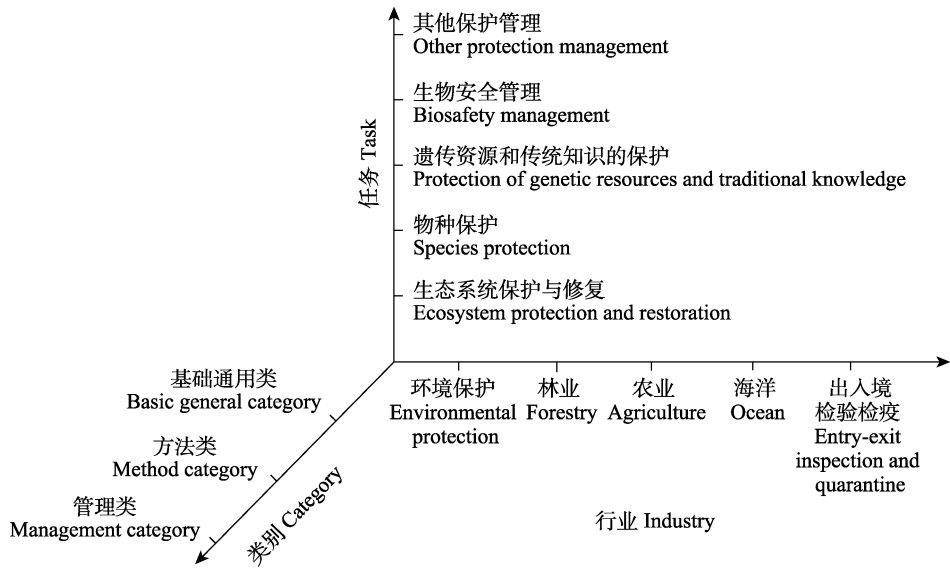 其他保护管理
Other protection management
生物安全管理
Biosafety management
遗传资源和传统知识的保护
Protection of genetic resources and traditional knowledge
物种保护
Species protection
生态系统保护与修复
Ecosystem protection and restoration
任务 Task
环境保护
Environmental
protection
林业
Forestry
农业
Agriculture
海洋
Ocean
出入境
检验检疫
Entry-exit
inspection and
quarantine
行业 Industry
基础通用类
Basic general category
方法类
Method category
管理类
Management category
类别 Category